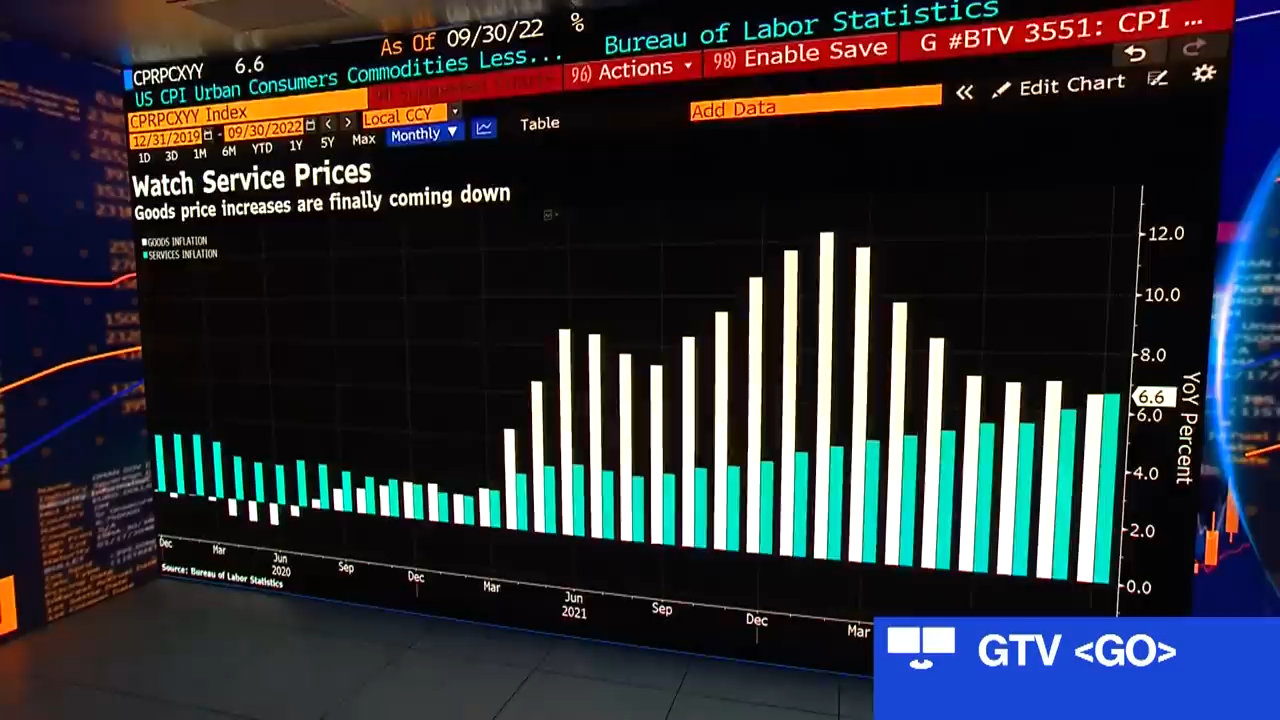 CPRPCXYY 6.6 As Of 09/30/22 % Bureau of Labor Statistics
US CPI Urban Consumers Commodities Less...
96) Actions 98) Enable Save G #BTV 3551: CPI ...
CPRPCXYY Index
Add Data « Edit Chart
12/31/2019 - 09/30/2022 < > Local CCY
1D 3D 1M 6M YTD 1Y 5Y Max Monthly ▼ Table
Watch Service Prices
Goods price increases are finally coming down
GOODS INFLATION
SERVICES INFLATION
12.0
10.0
8.0
6.6
6.0
4.0
2.0
0.0
YoY Percent
Dec Mar Jun Sep Dec Mar Jun Sep Dec Mar
2020 2021
Source: Bureau of Labor Statistics
GTV <GO>